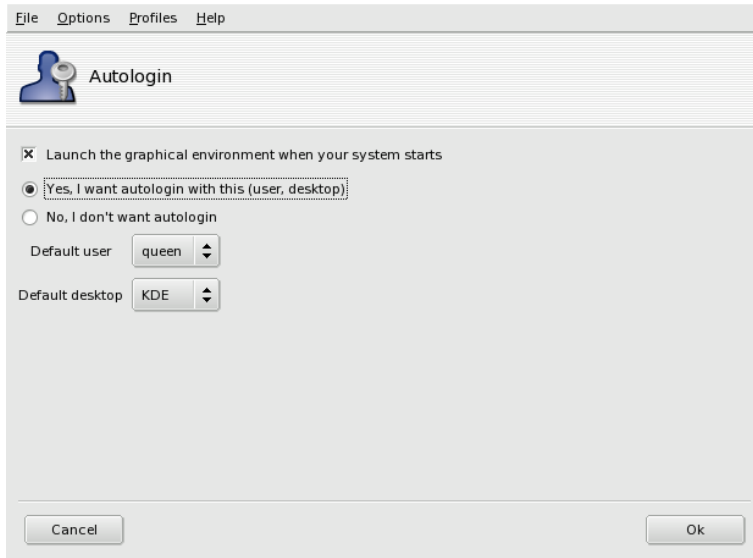 File Options Profiles Help
Autologin
Launch the graphical environment when your system starts
Yes, I want autologin with this (user, desktop)
No, I don't want autologin
Default user queen
Default desktop KDE
Cancel Ok